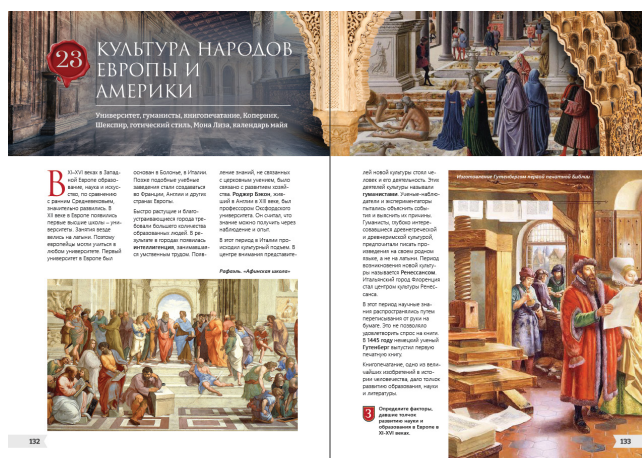 23
КУЛЬТУРА НАРОДОВ
ЕВРОПЫ И
АМЕРИКИ
Университет, гуманисты, книгопечатание, Коперник,
Шекспир, готический стиль, Мона Лиза, календарь майя
В XI-XVI веках в Запад-
ной Европе образо-
вание, наука и искус-
ство, по сравнению
с ранним Средневековьем,
значительно развились. В
XII веке в Европе появились
первые высшие школы – уни-
верситеты. Занятия везде
велись на латыни. Поэтому
европейцы могли учиться в
любом университете. Первый
университет в Европе был
основан в Болонье, в Италии.
Позже подобные учебные
заведения стали создаваться
во Франции, Англии и других
странах Европы.
Быстро растущие и благо-
устраивающиеся города тре-
бовали большего количества
образованных людей. В ре-
зультате в городах появилась
интеллигенция, занимавшая-
ся умственным трудом. Появ-
ление знаний, не связанных
с церковным учением, было
связано с развитием хозяй-
ства. Роджер Бэкон, жив-
ший в Англии в XIII веке, был
профессором Оксфордского
университета. Он считал, что
знание можно получить через
наблюдение и опыт.
В этот период в Италии про-
исходил культурный подъем. В
центре внимания представите-
Рафаэль. «Афинская школа»
132
лей новой культуры стоял че-
ловек и его деятельность. Этих
деятелей культуры называли
гуманистами. Ученые-наблю-
датели и экспериментаторы
пытались объяснить собы-
тия и выяснить их причины.
Гуманисты, глубоко интере-
совавшиеся древнегреческой
и древнеримской культурой,
предпочитали писать про-
изведения на своем родном
языке, а не на латыни. Период
возникновения новой культу-
ры называется Ренессансом.
Итальянский город Флоренция
стал центром культуры Ренес-
санса.
В этот период научные зна-
ния распространялись путем
переписывания от руки на
бумаге. Это не позволяло
удовлетворить спрос на книги.
В 1445 году немецкий ученый
Гутенберг выпустил первую
печатную книгу.
Книгопечатание, одно из вели-
чайших изобретений в исто-
рии человечества, дало толчок
развитию образования, науки
и литературы.
3
Определите факторы,
давшие толчок
развитию науки и
образования в Европе в
XI-XVI веках.
Изготовление Гутенбергом первой печатной Библии
133